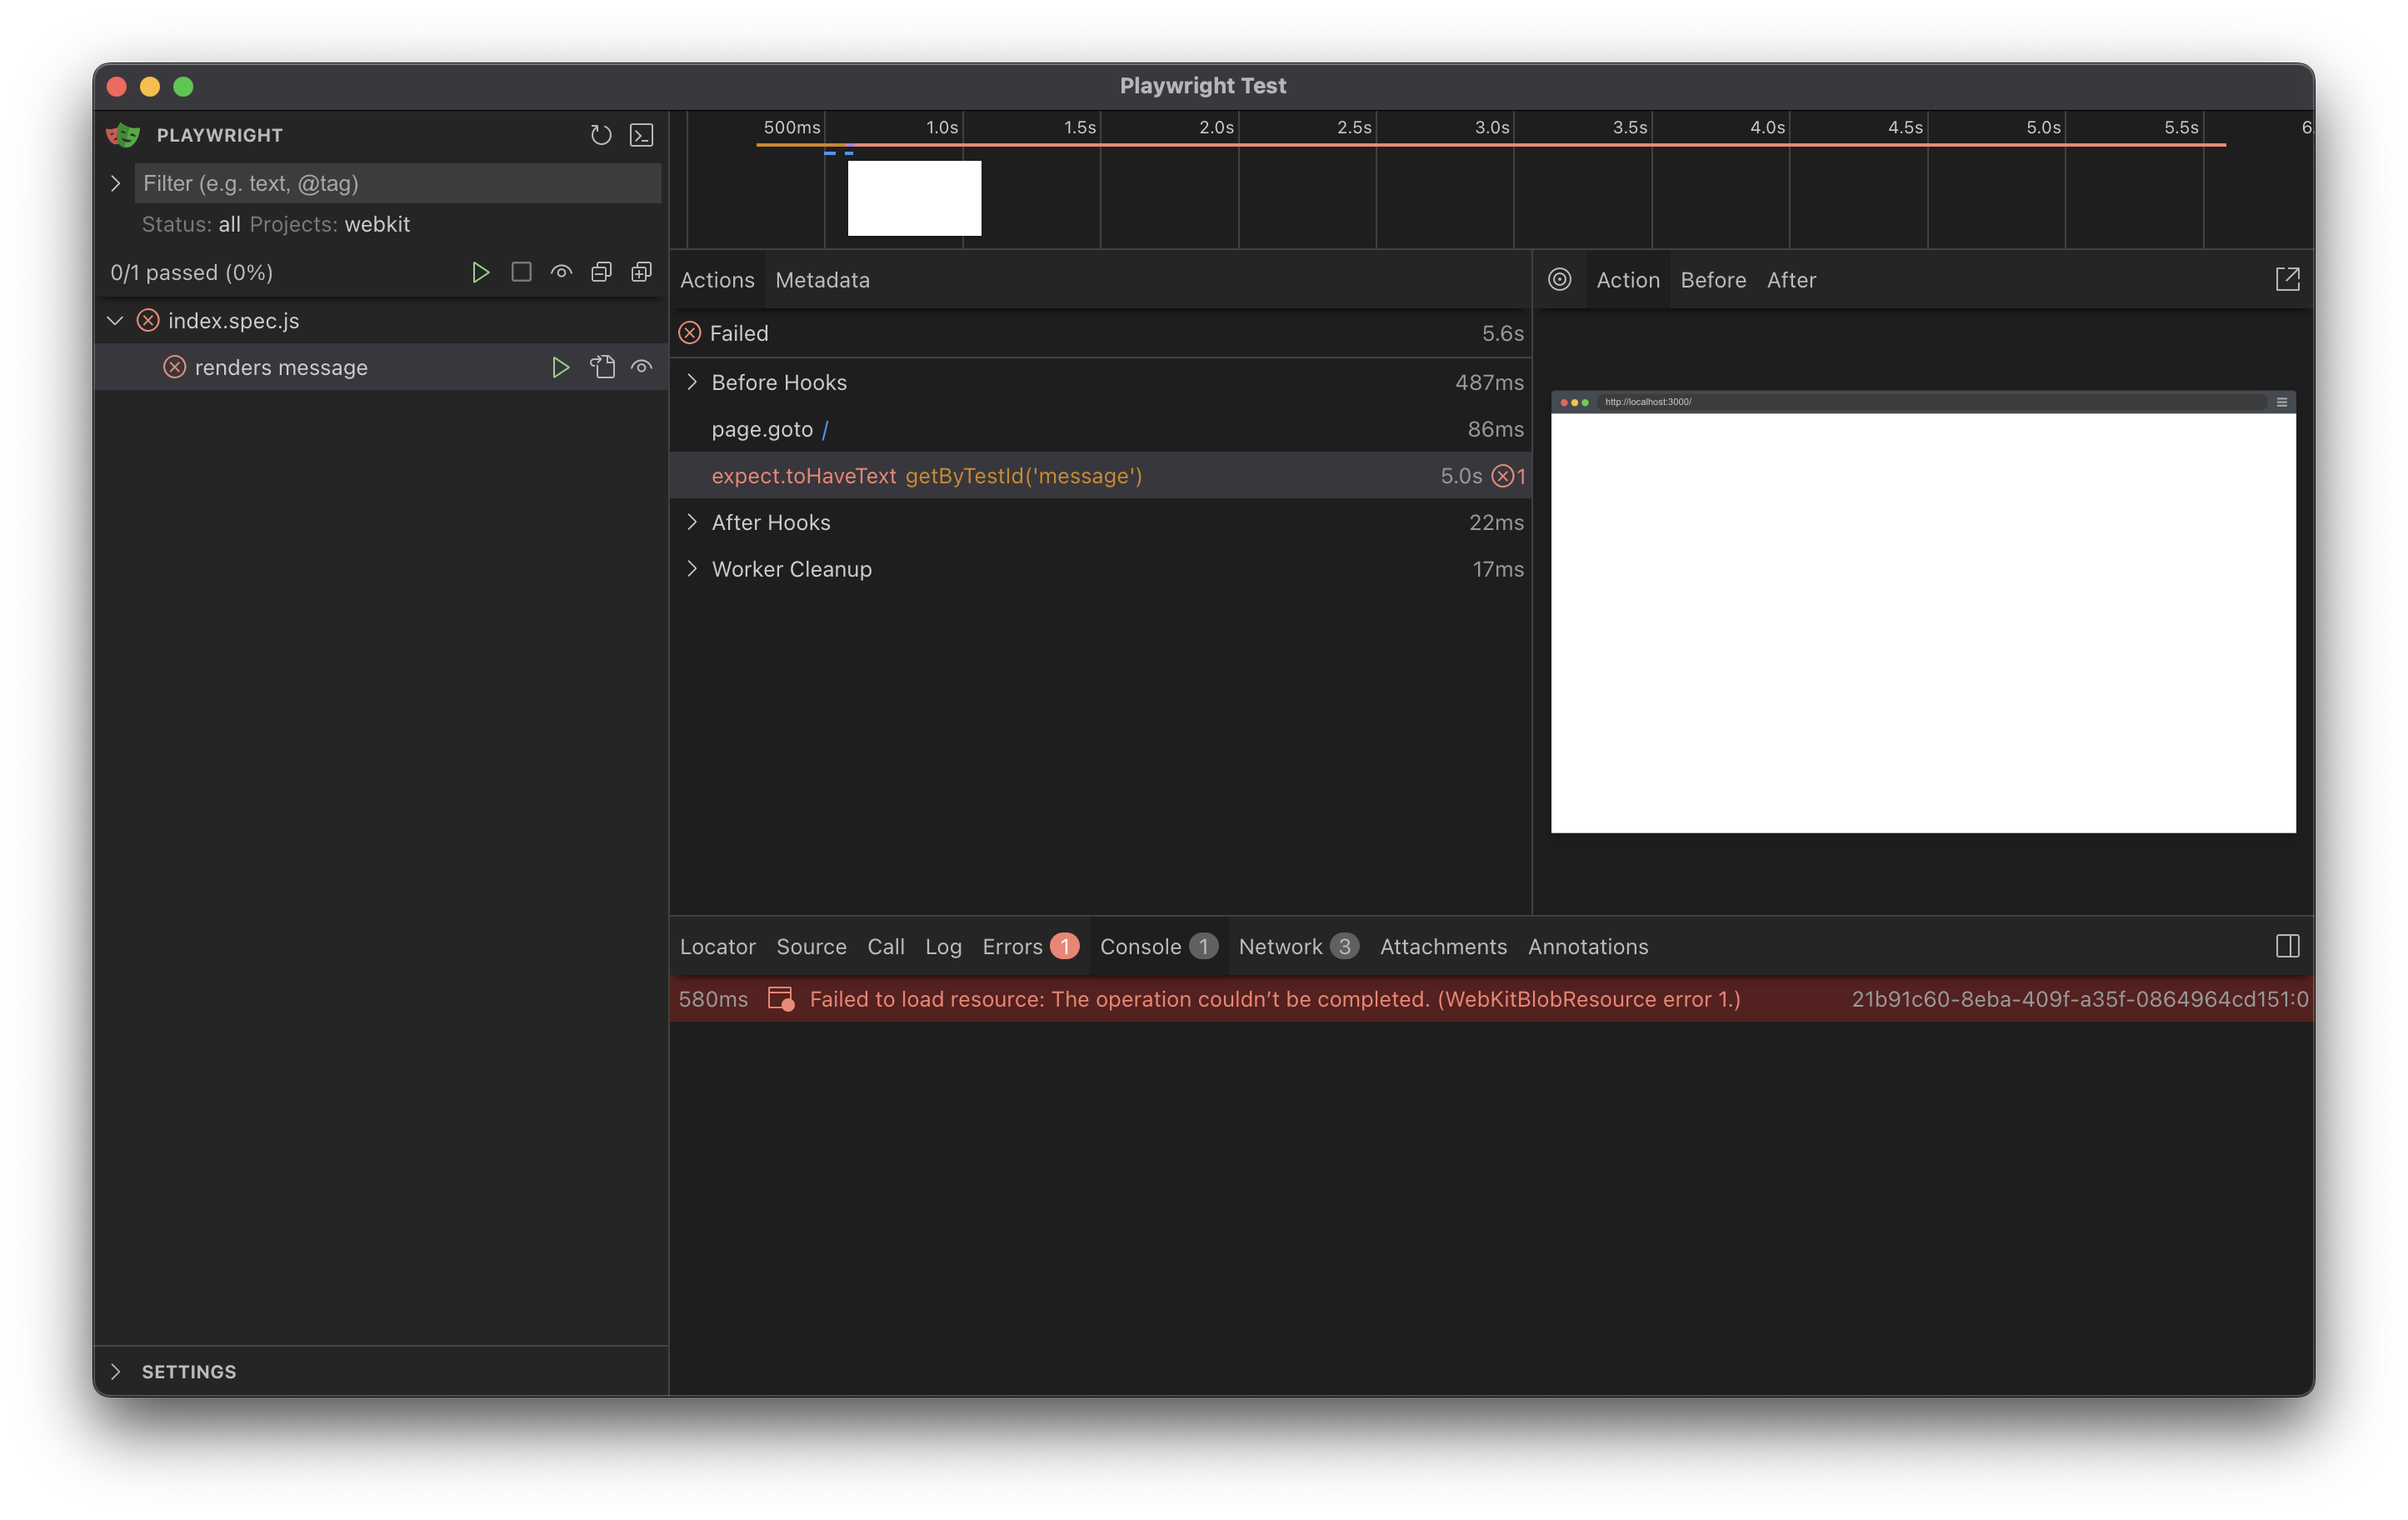 Playwright Test
PLAYWRIGHT
Filter (e.g. text, @tag)
Status: all Projects: webkit
0/1 passed (0%)
index.spec.js
renders message
SETTINGS
500ms 1.0s 1.5s 2.0s 2.5s 3.0s 3.5s 4.0s 4.5s 5.0s 5.5s 6.
Actions Metadata
Failed 5.6s
Before Hooks 487ms
page.goto / 86ms
expect.toHaveText getByTestId('message') 5.0s 1
After Hooks 22ms
Worker Cleanup 17ms
Action Before After
http://localhost:3000/
Locator Source Call Log Errors 1 Console 1 Network 3 Attachments Annotations
580ms Failed to load resource: The operation couldn’t be completed. (WebKitBlobResource error 1.) 21b91c60-8eba-409f-a35f-0864964cd151:0